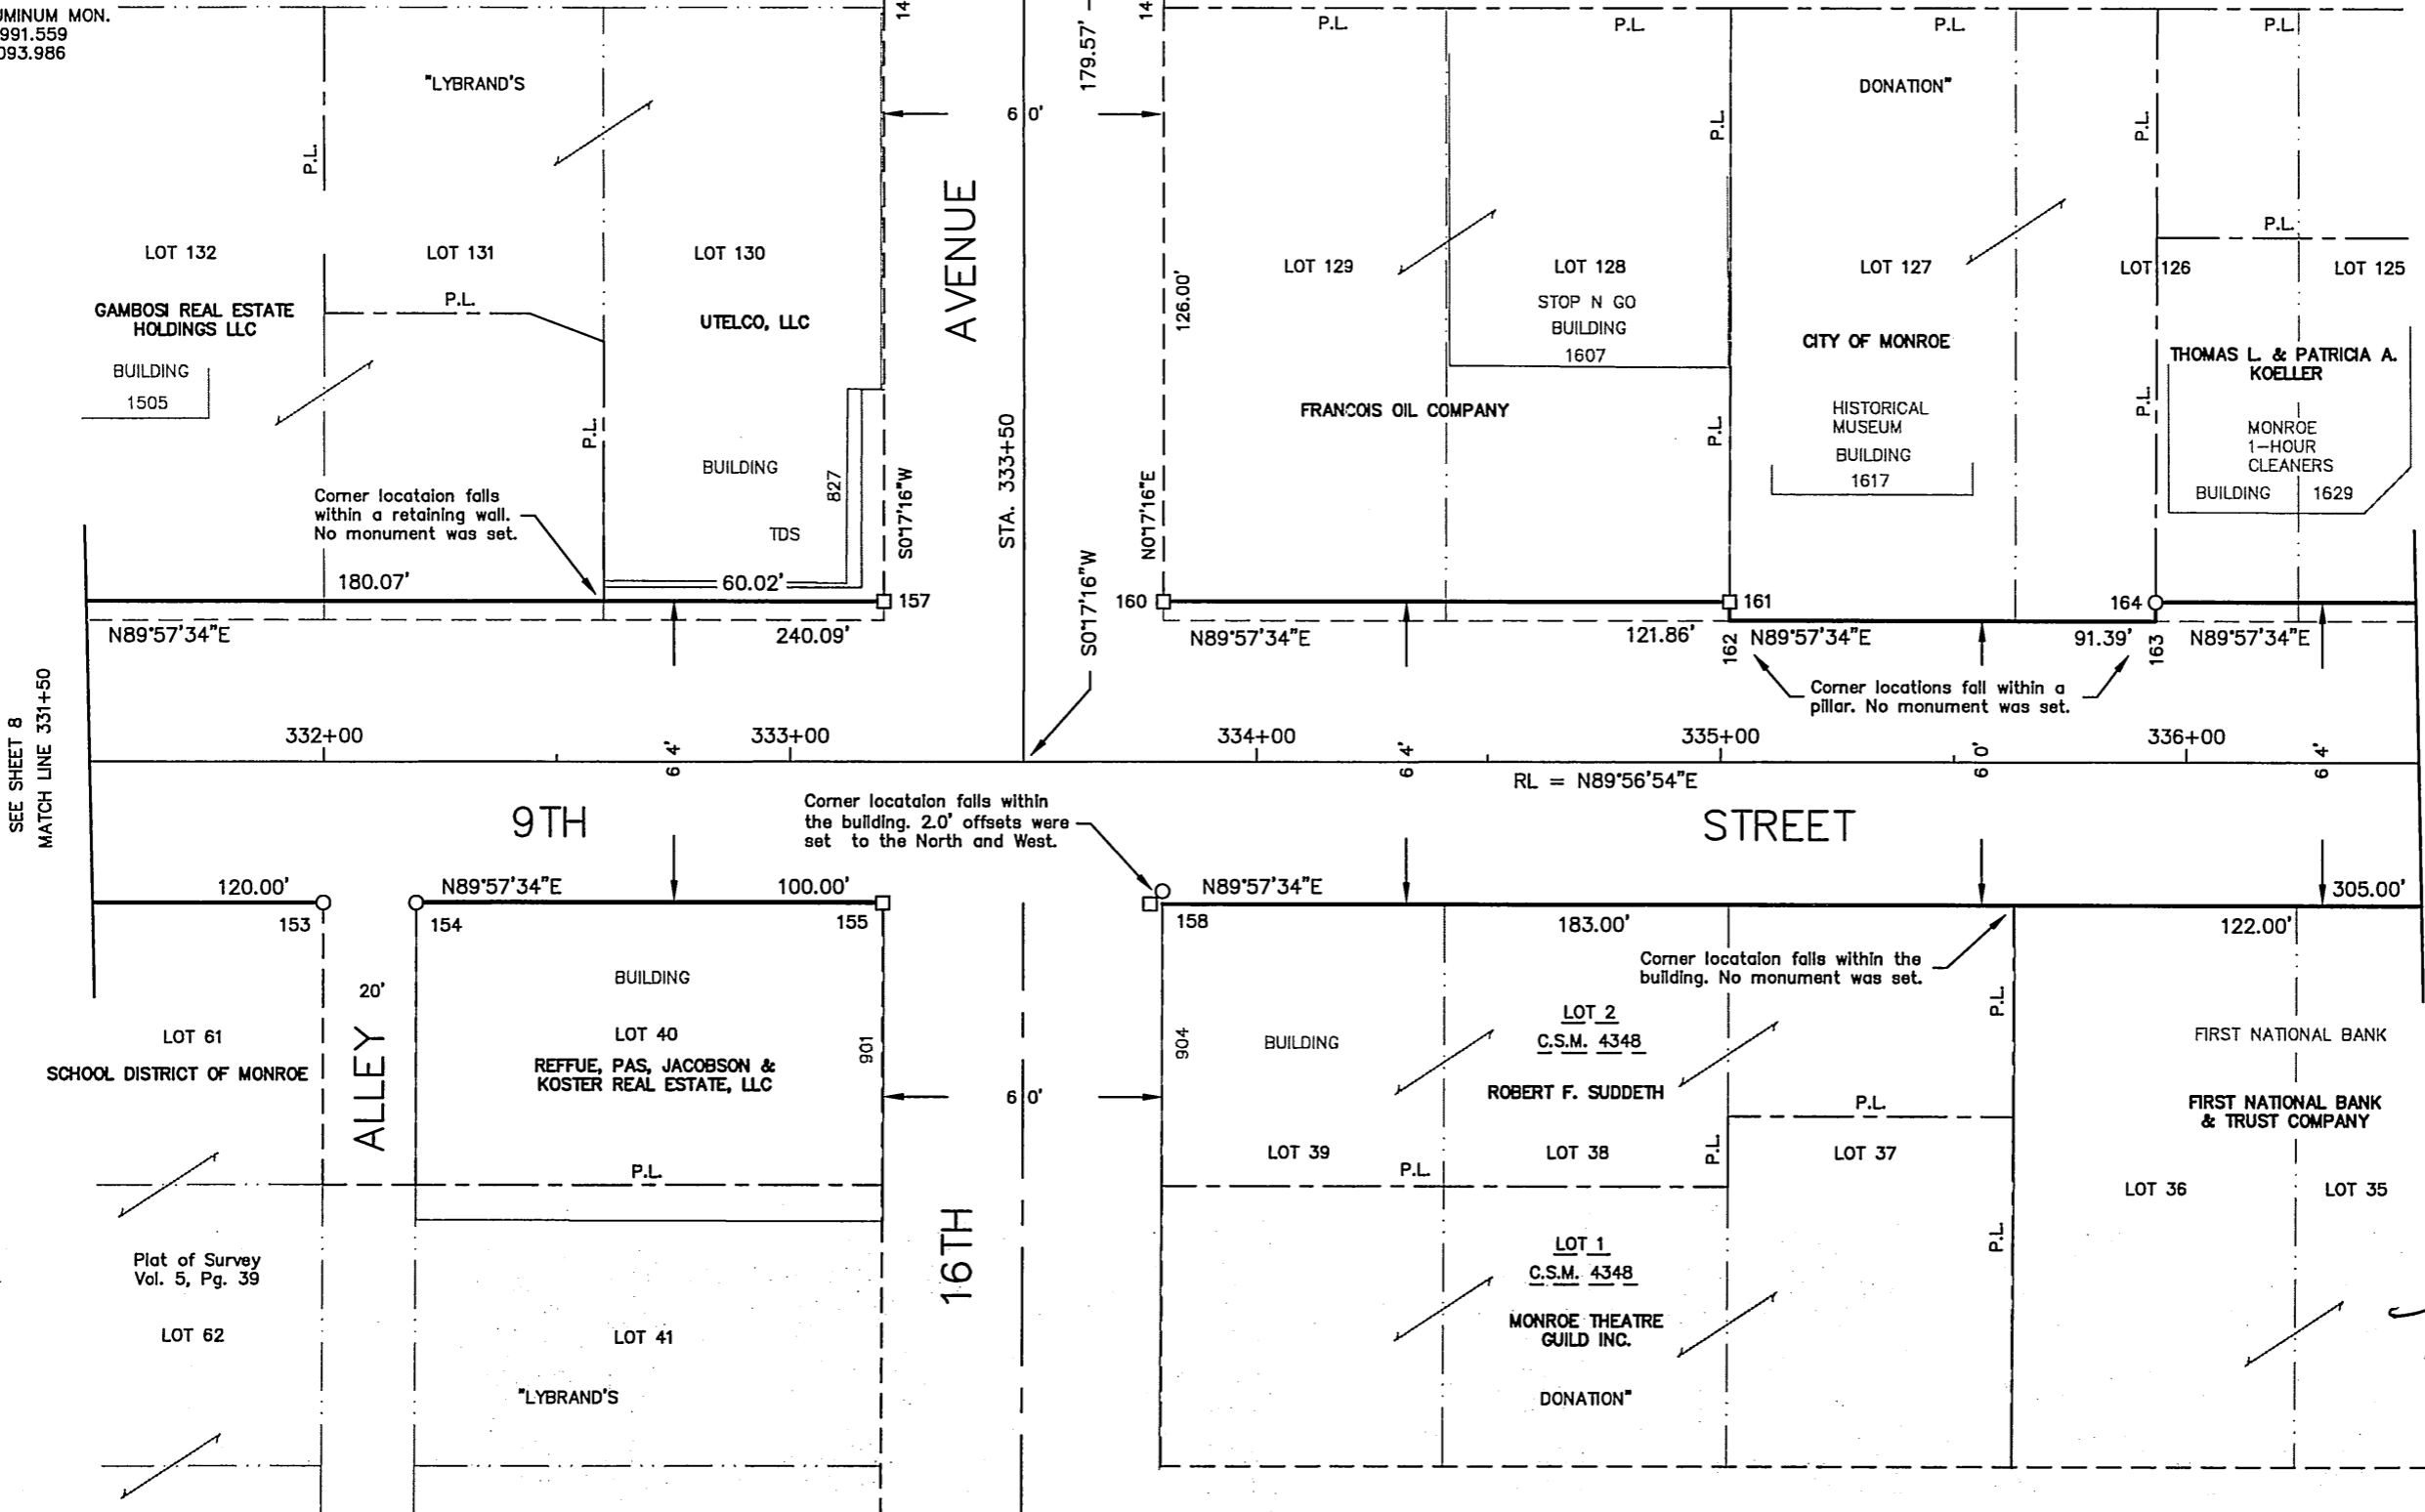 UMINUM MON.
991.559
093.986
"LYBRAND'S
P.L.
LOT 132
LOT 131
LOT 130
GAMBOSI REAL ESTATE
HOLDINGS LLC
P.L.
UTELCO, LLC
BUILDING
1505
P.L.
BUILDING
827
TDS
Corner locataion falls
within a retaining wall.
No monument was set.
180.07'
60.02'
157
N89°57'34"E
240.09'
S0°17'16"W
14
60'
AVENUE
STA. 333+50
S0°17'16"W
179.57'
14
126.00'
N0°17'16"E
P.L.
P.L.
P.L.
P.L.
DONATION"
P.L.
P.L.
P.L.
LOT 129
LOT 128
LOT 127
LOT 126
LOT 125
STOP N GO
BUILDING
1607
CITY OF MONROE
THOMAS L. & PATRICIA A.
KOELLER
FRANCOIS OIL COMPANY
P.L.
HISTORICAL
MUSEUM
BUILDING
1617
P.L.
MONROE
1-HOUR
CLEANERS
BUILDING
1629
160
161
164
N89°57'34"E
121.86'
162
N89°57'34"E
91.39'
163
N89°57'34"E
Corner locations fall within a
pillar. No monument was set.
SEE SHEET 8
MATCH LINE 331+50
332+00
64'
333+00
334+00
64'
335+00
60'
336+00
64'
RL = N89°56'54"E
9TH
STREET
Corner locataion falls within
the building. 2.0' offsets were
set to the North and West.
120.00'
N89°57'34"E
100.00'
N89°57'34"E
305.00'
153
154
155
158
183.00'
122.00'
Corner locataion falls within the
building. No monument was set.
20'
ALLEY
BUILDING
LOT 61
SCHOOL DISTRICT OF MONROE
LOT 40
REFFUE, PAS, JACOBSON &
KOSTER REAL ESTATE, LLC
901
60'
904
BUILDING
LOT 2
C.S.M. 4348
ROBERT F. SUDDETH
P.L.
FIRST NATIONAL BANK
FIRST NATIONAL BANK
& TRUST COMPANY
P.L.
P.L.
LOT 39
P.L.
LOT 38
P.L.
LOT 37
LOT 36
LOT 35
16TH
Plat of Survey
Vol. 5, Pg. 39
LOT 62
LOT 41
"LYBRAND'S
LOT 1
C.S.M. 4348
MONROE THEATRE
GUILD INC.
DONATION"
P.L.